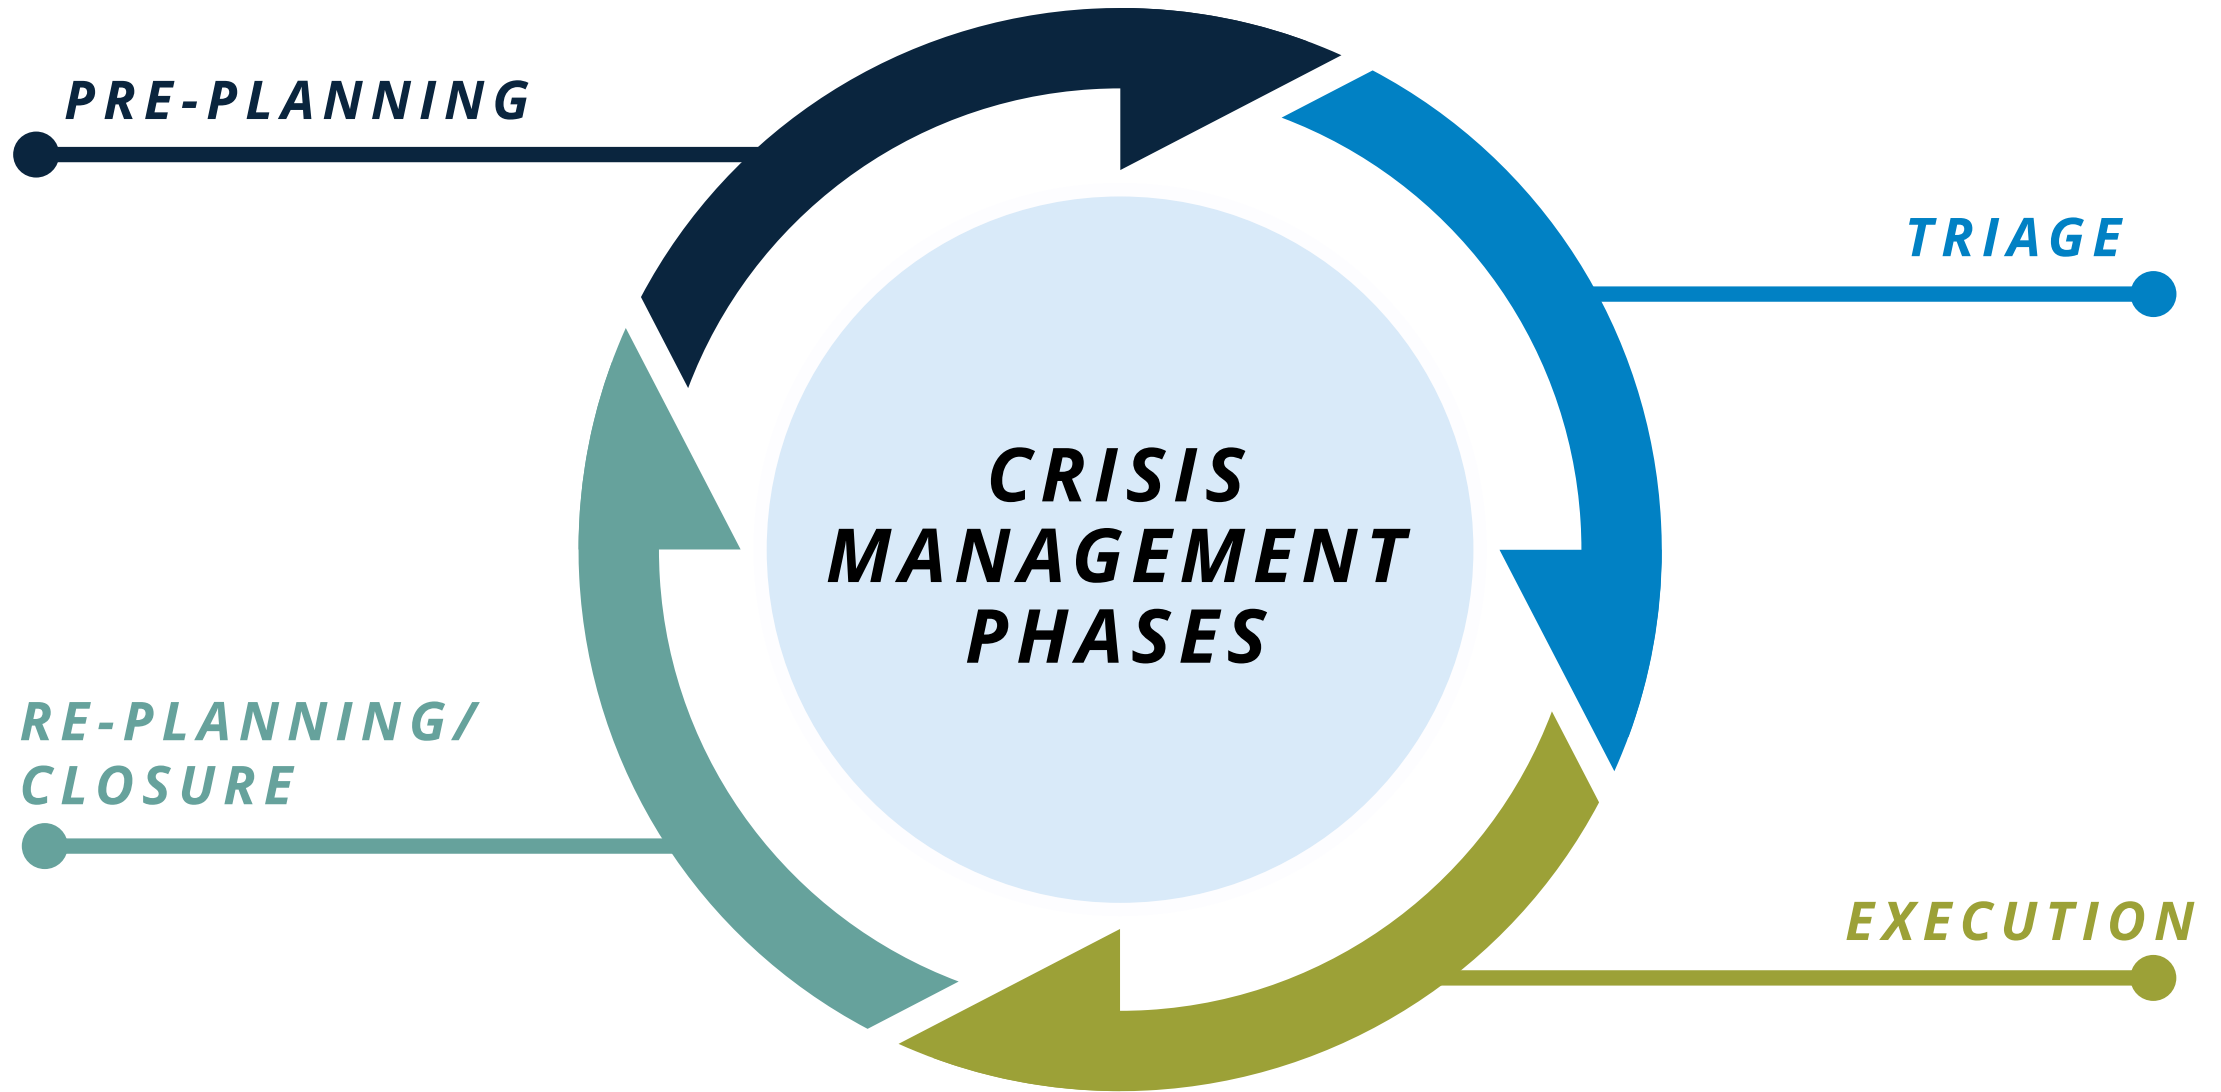 PRE-PLANNING
TRIAGE
CRISIS
MANAGEMENT
PHASES
RE-PLANNING/
CLOSURE
EXECUTION